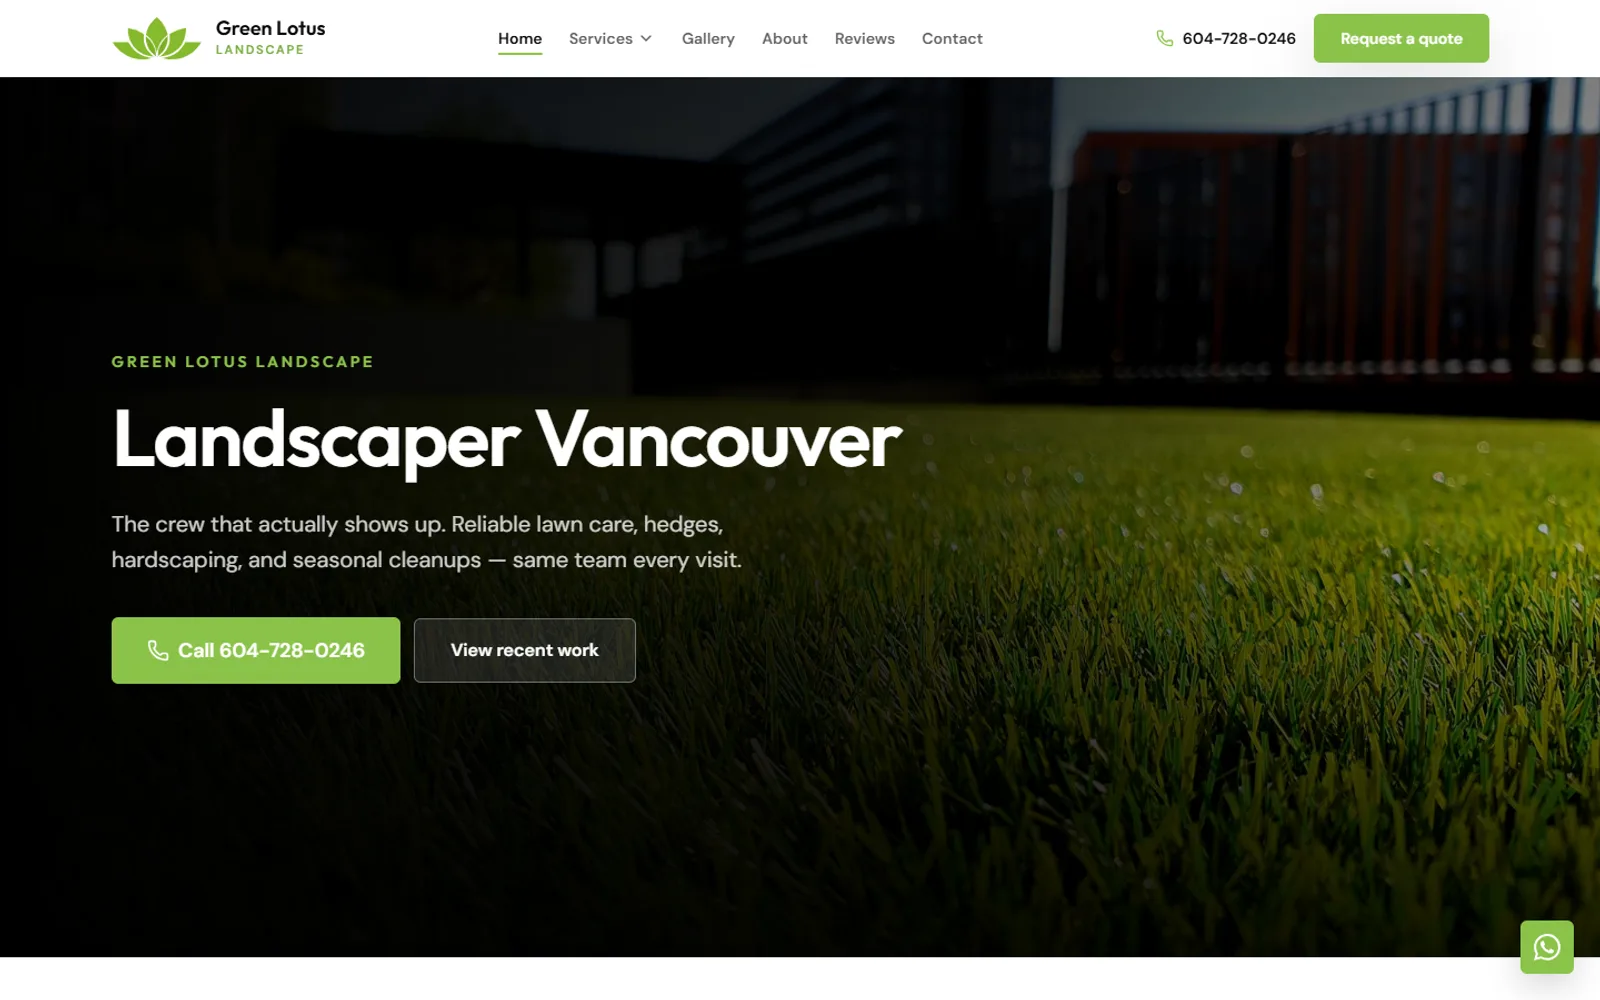 Green Lotus
LANDSCAPE
Home
Services
Gallery
About
Reviews
Contact
604-728-0246
Request a quote
GREEN LOTUS LANDSCAPE
Landscaper Vancouver
The crew that actually shows up. Reliable lawn care, hedges,
hardscaping, and seasonal cleanups — same team every visit.
Call 604-728-0246
View recent work